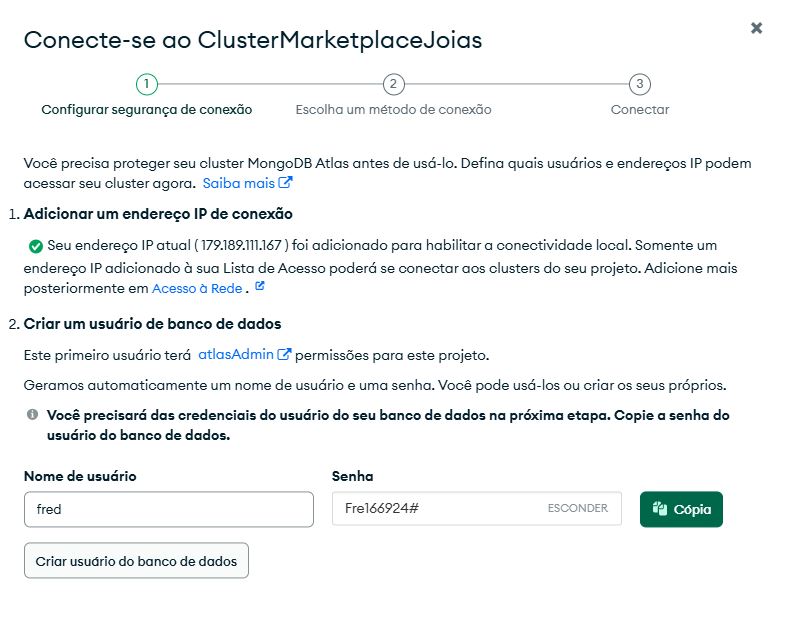 Conecte-se ao ClusterMarketplaceJoias
1 2 3
Configurar segurança de conexão Escolha um método de conexão Conectar
Você precisa proteger seu cluster MongoDB Atlas antes de usá-lo. Defina quais usuários e endereços IP podem
acessar seu cluster agora. Saiba mais
1. Adicionar um endereço IP de conexão
Seu endereço IP atual ( 179.189.111.167 ) foi adicionado para habilitar a conectividade local. Somente um
endereço IP adicionado à sua Lista de Acesso poderá se conectar aos clusters do seu projeto. Adicione mais
posteriormente em Acesso à Rede .
2. Criar um usuário de banco de dados
Este primeiro usuário terá atlasAdmin permissões para este projeto.
Geramos automaticamente um nome de usuário e uma senha. Você pode usá-los ou criar os seus próprios.
Você precisará das credenciais do usuário do seu banco de dados na próxima etapa. Copie a senha do
usuário do banco de dados.
Nome de usuário Senha
fred Fre166924# ESCONDER Cópia
Criar usuário do banco de dados